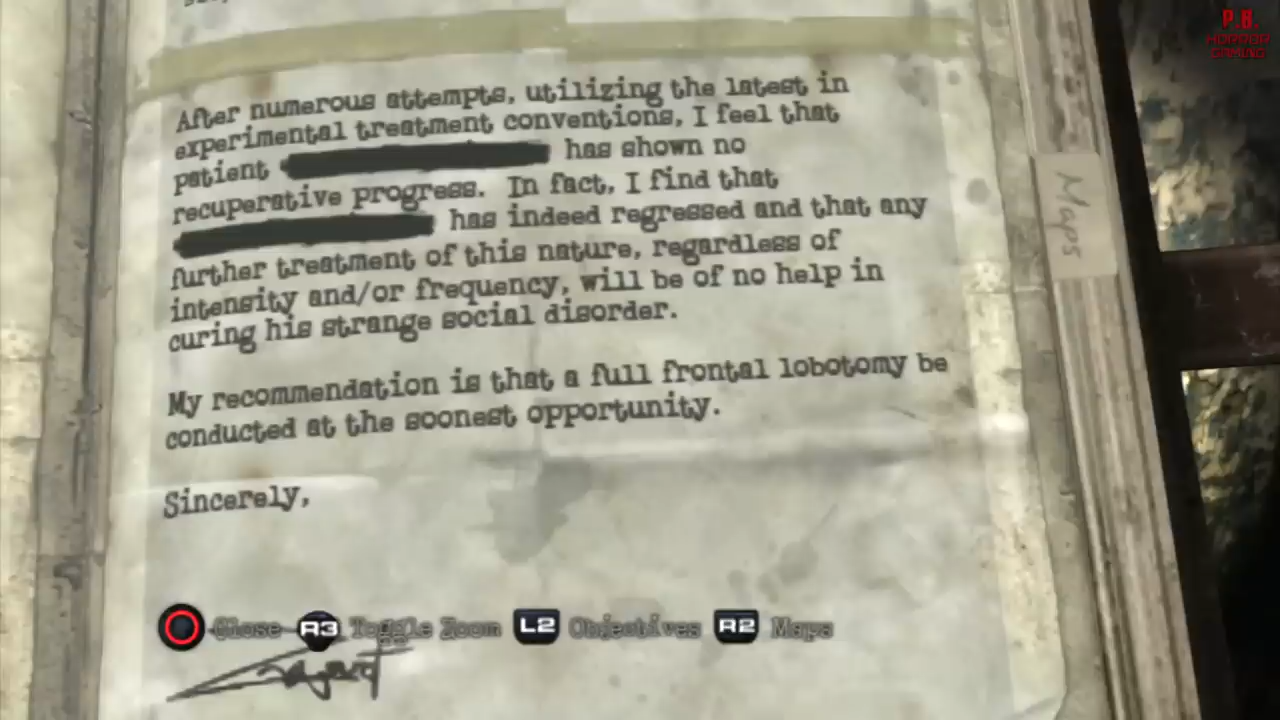 P.B.
HORROR
GAMING
After numerous attempts, utilizing the latest in
experimental treatment conventions, I feel that
patient has shown no
recuperative progress. In fact, I find that
has indeed regressed and that any
further treatment of this nature, regardless of
intensity and/or frequency, will be of no help in
curing his strange social disorder.
My recommendation is that a full frontal lobotomy be
conducted at the soonest opportunity.
Sincerely,
Maps
Close R3 Toggle Zoom L2 Objectives R2 Maps